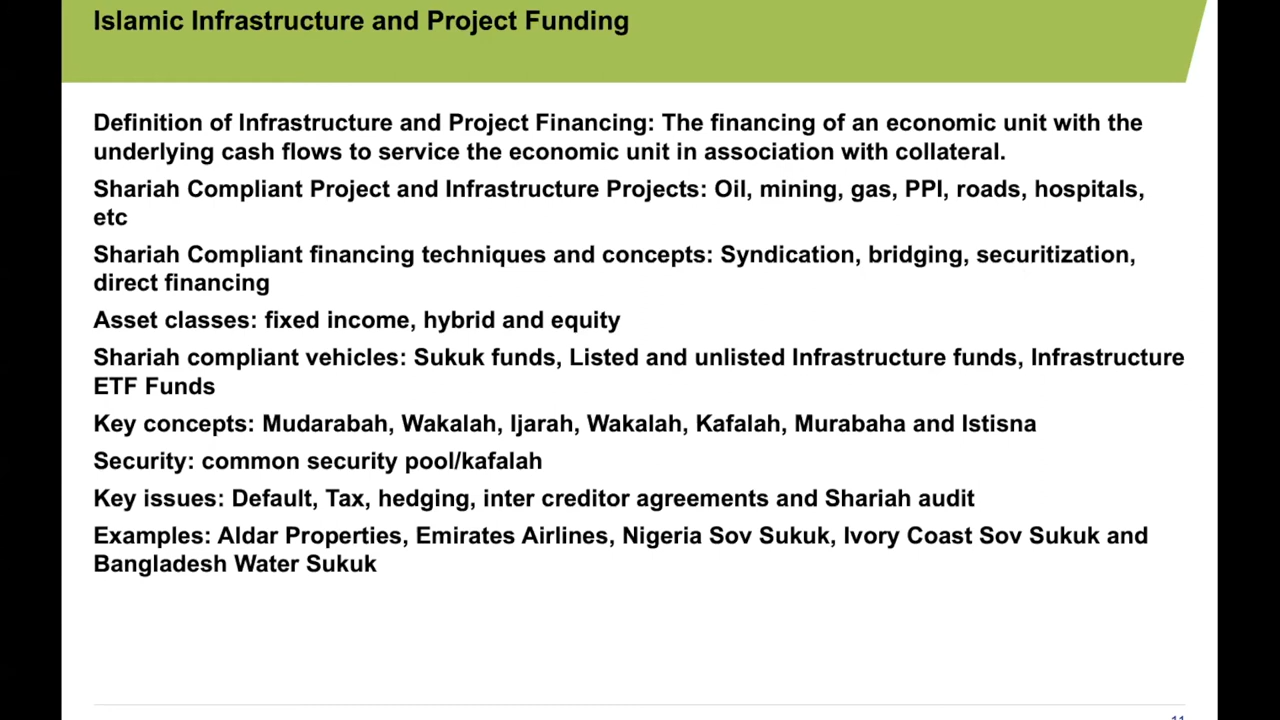 Islamic Infrastructure and Project Funding
Definition of Infrastructure and Project Financing: The financing of an economic unit with the
underlying cash flows to service the economic unit in association with collateral.
Shariah Compliant Project and Infrastructure Projects: Oil, mining, gas, PPI, roads, hospitals,
etc
Shariah Compliant financing techniques and concepts: Syndication, bridging, securitization,
direct financing
Asset classes: fixed income, hybrid and equity
Shariah compliant vehicles: Sukuk funds, Listed and unlisted Infrastructure funds, Infrastructure
ETF Funds
Key concepts: Mudarabah, Wakalah, Ijarah, Wakalah, Kafalah, Murabaha and Istisna
Security: common security pool/kafalah
Key issues: Default, Tax, hedging, inter creditor agreements and Shariah audit
Examples: Aldar Properties, Emirates Airlines, Nigeria Sov Sukuk, Ivory Coast Sov Sukuk and
Bangladesh Water Sukuk
11